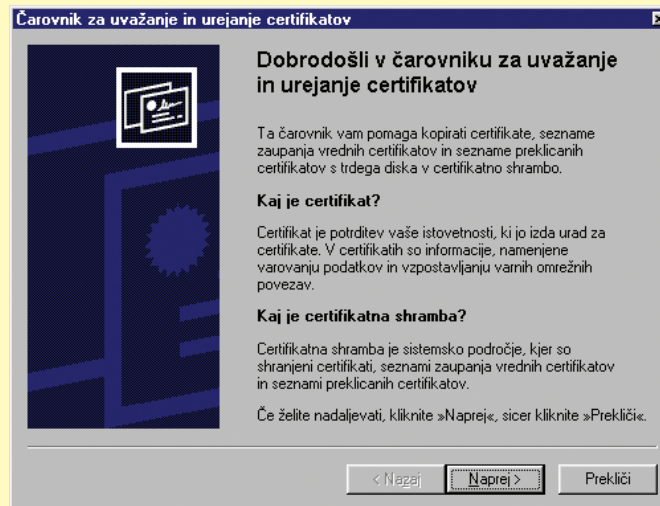 Čarovnik za uvažanje in urejanje certifikatov
Dobrodošli v čarovniku za uvažanje
in urejanje certifikatov
Ta čarovnik vam pomaga kopirati certifikate, sezname
zaupanja vrednih certifikatov in sezname preklicanih
certifikatov s trdega diska v certifikatno shrambo.
Kaj je certifikat?
Certifikat je potrditev vaše istovetnosti, ki jo izda urad za
certifikate. V certifikatih so informacije, namenjene
varovanju podatkov in vzpostavljanju varnih omrežnih
povezav.
Kaj je certifikatna shramba?
Certifikatna shramba je sistemsko področje, kjer so
shranjeni certifikati, seznami zaupanja vrednih certifikatov
in seznami preklicanih certifikatov.
Če želite nadaljevati, kliknite »Naprej«, sicer kliknite »Prekliči«.
< Nazaj Naprej > Prekliči